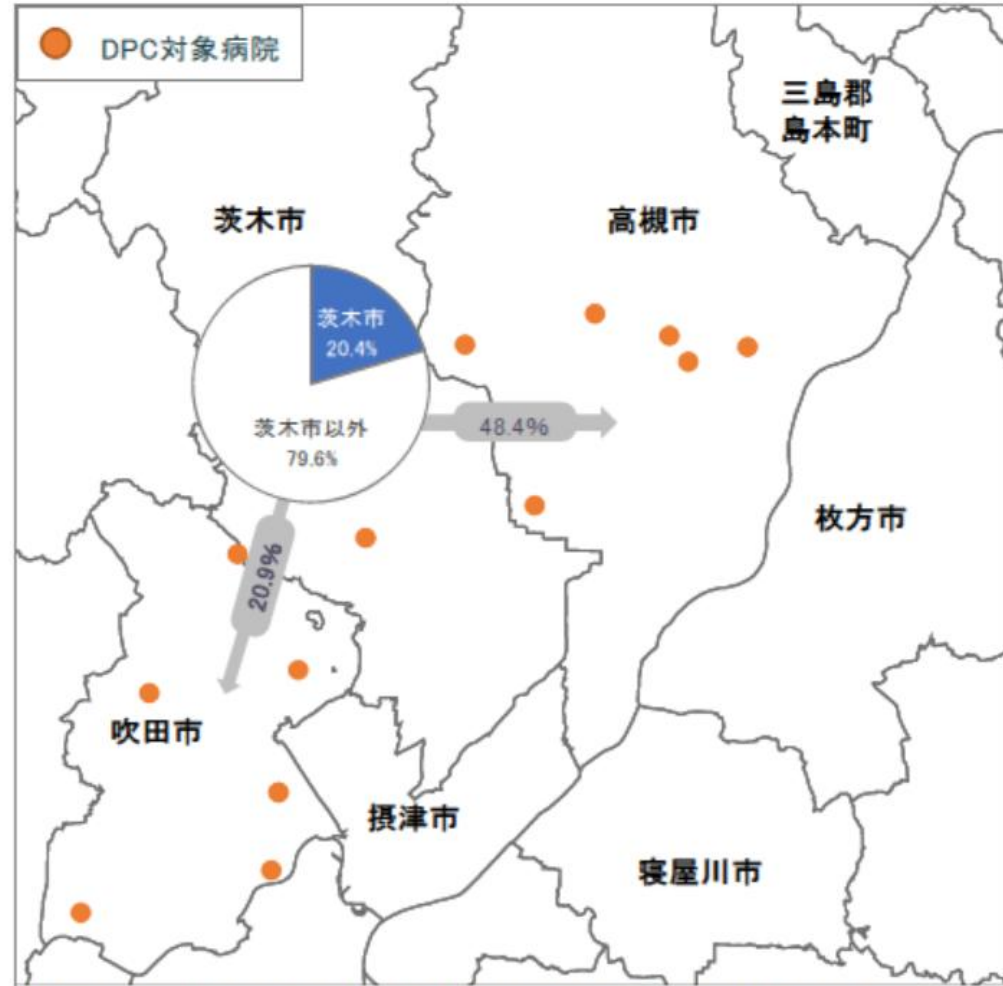 DPC対象病院
三島郡
島本町
茨木市
高槻市
茨木市
20.4%
茨木市以外
79.6%
48.4%
枚方市
20.9%
吹田市
摂津市
寝屋川市